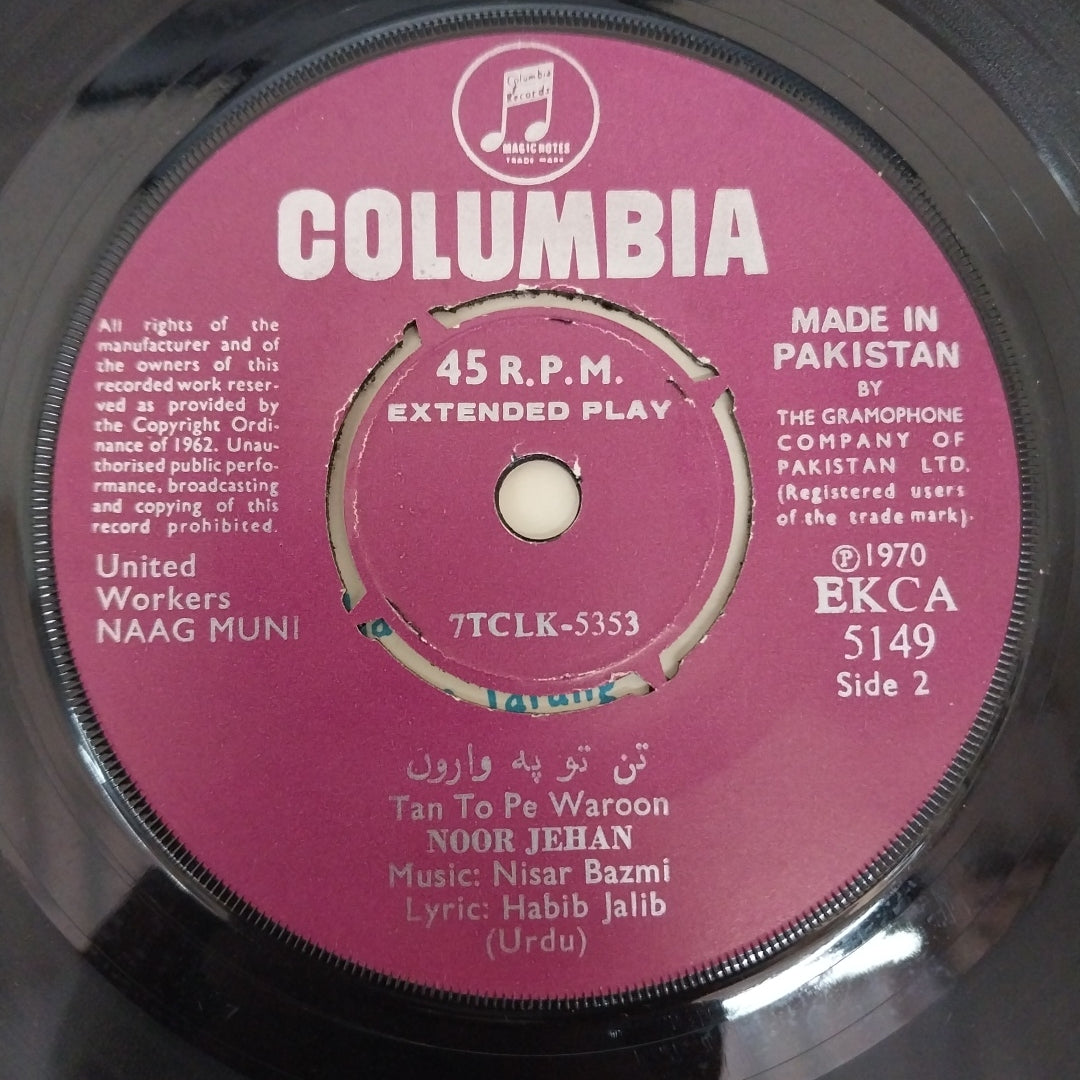 Columbia
Records
MAGIC NOTES
TRADE MARK
COLUMBIA
All rights of the
manufacturer and of
the owners of this
recorded work reser-
ved as provided by
the Copyright Ordi-
nance of 1962. Unau-
thorised public perfo-
rmance, broadcasting
and copying of this
record prohibited.
United
Workers
NAAG MUNI
45 R.P.M.
EXTENDED PLAY
7TCLK-5353
MADE IN
PAKISTAN
BY
THE GRAMOPHONE
COMPANY OF
PAKISTAN LTD.
(Registered users
of the trade mark).
℗1970
EKCA
5149
Side 2
تن تو په واروں
Tan To Pe Waroon
NOOR JEHAN
Music: Nisar Bazmi
Lyric: Habib Jalib
(Urdu)